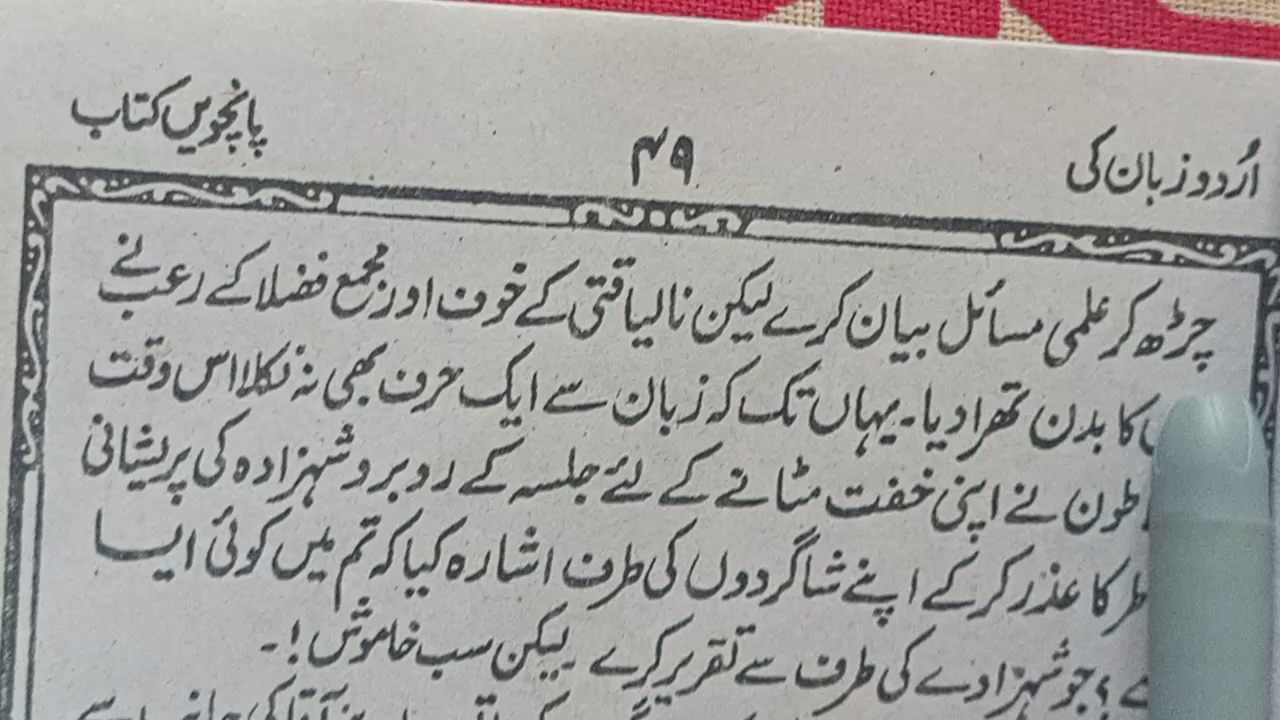 اُردو زبان کی
۴۹
پانچویں کتاب
چڑھ کر علمی مسائل بیان کرے لیکن نالیاقتی کے خوف اور مجمع فضلا کے رعب نے
کا بدن تھرا دیا۔ یہاں تک کہ زبان سے ایک حرف بھی نہ نکلا اس وقت
طون نے اپنی خفت مٹانے کے لئے جلسہ کے روبرو شہزادہ کی پریشانی
طر کا عذر کر کے اپنے شاگردوں کی طرف اشارہ کیا کہ تم میں کوئی ایسا
ے ؟ جو شہزادے کی طرف سے تقریر کرے لیکن سب خاموش !۔